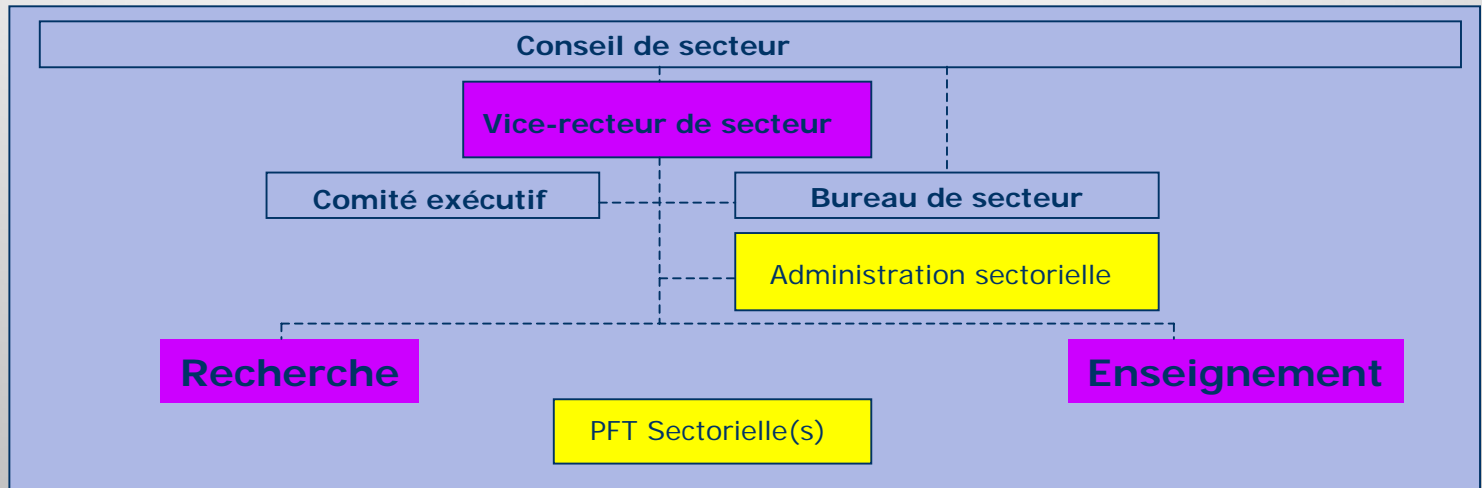 Conseil de secteur
Vice-recteur de secteur
Comité exécutif
Bureau de secteur
Administration sectorielle
Recherche
Enseignement
PFT Sectorielle(s)